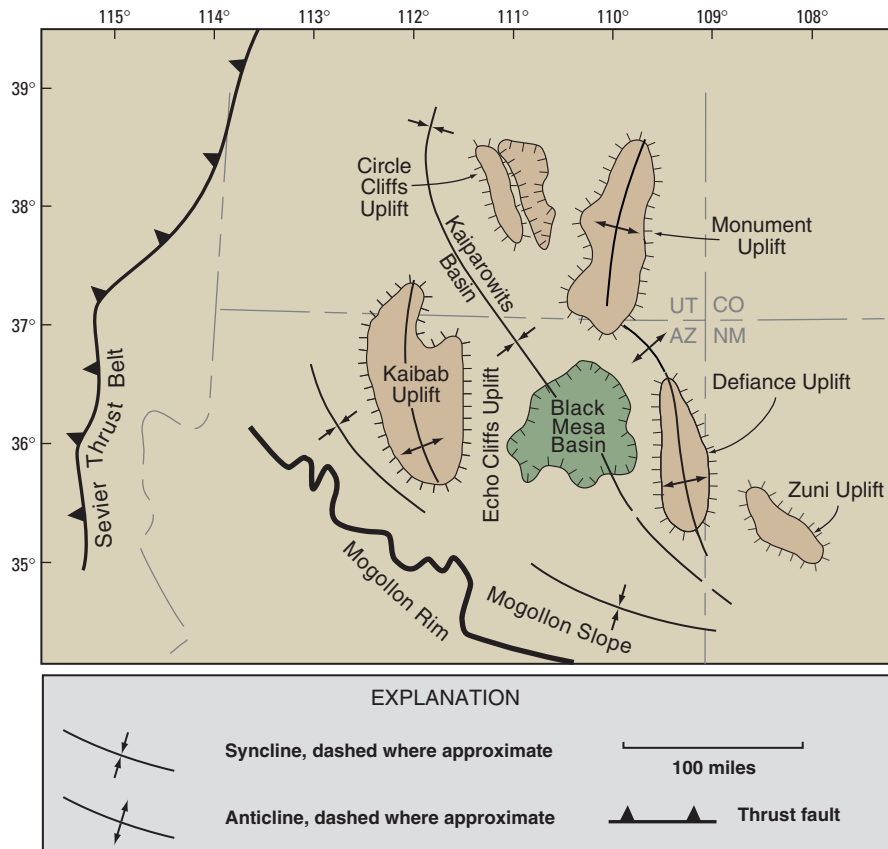 115°
114°
113°
112°
111°
110°
109°
108°
39°
38°
37°
36°
35°
Circle
Cliffs
Uplift
Monument
Uplift
Kaiparowits
Basin
UT CO
AZ NM
Kaibab
Uplift
Echo Cliffs Uplift
Black
Mesa
Basin
Defiance Uplift
Zuni Uplift
Sevier Thrust Belt
Mogollon Rim
Mogollon Slope
EXPLANATION
Syncline, dashed where approximate
100 miles
Anticline, dashed where approximate
Thrust fault